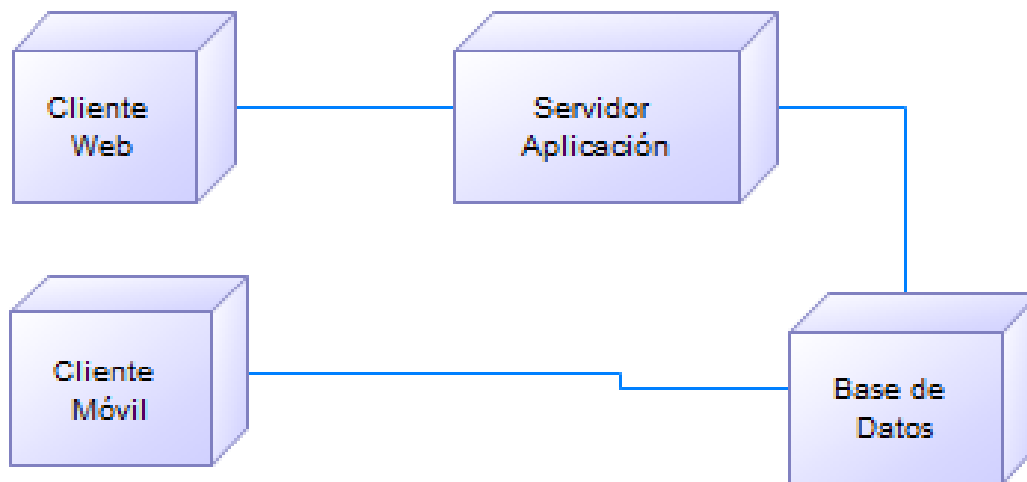 Cliente
Web
Servidor
Aplicación
Cliente
Móvil
Base de
Datos